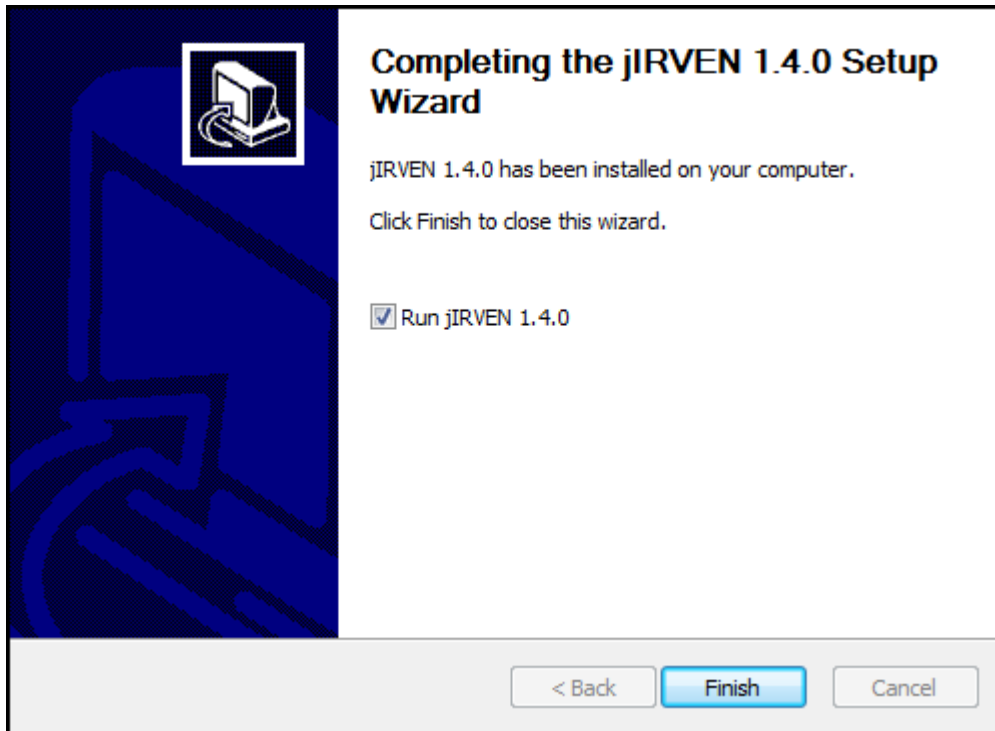 Completing the jIRVEN 1.4.0 Setup
Wizard
jIRVEN 1.4.0 has been installed on your computer.
Click Finish to close this wizard.
Run jIRVEN 1.4.0
< Back
Finish
Cancel